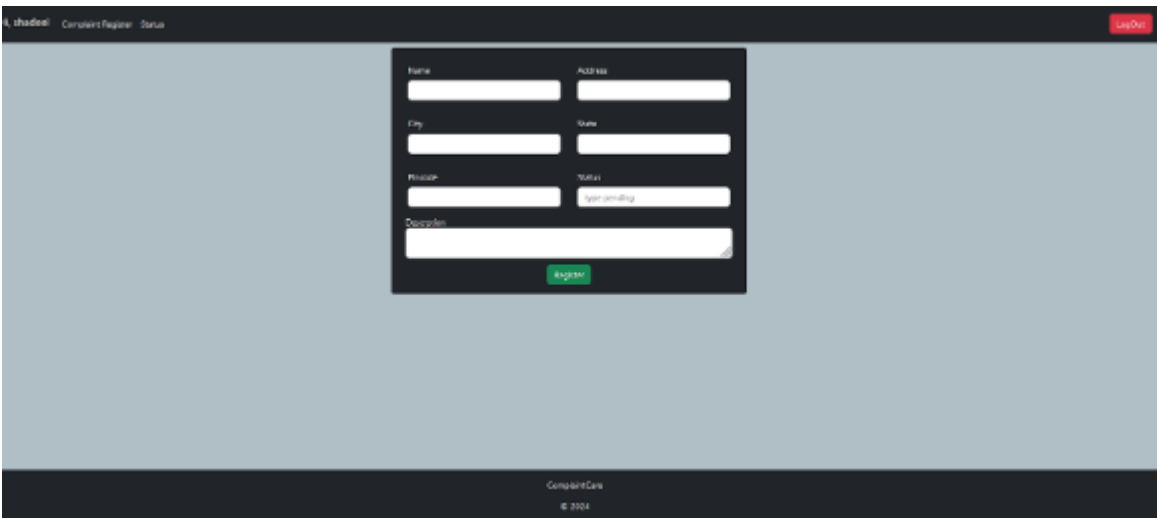 Hi, shadeel Complaint Register Status LogOut
Name Address
City State
Pincode Status
type pending
Description
Register
ComplaintCare
© 2024